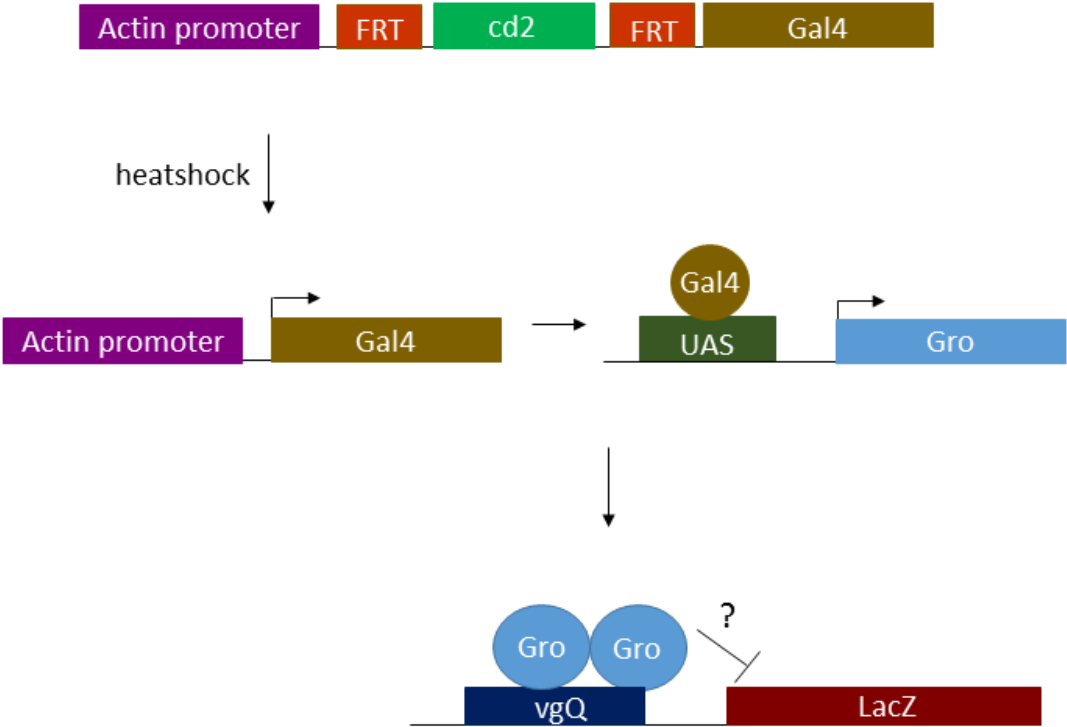 Actin promoter FRT cd2 FRT Gal4
heatshock
Gal4
Actin promoter Gal4 UAS Gro
?
Gro Gro
vgQ LacZ